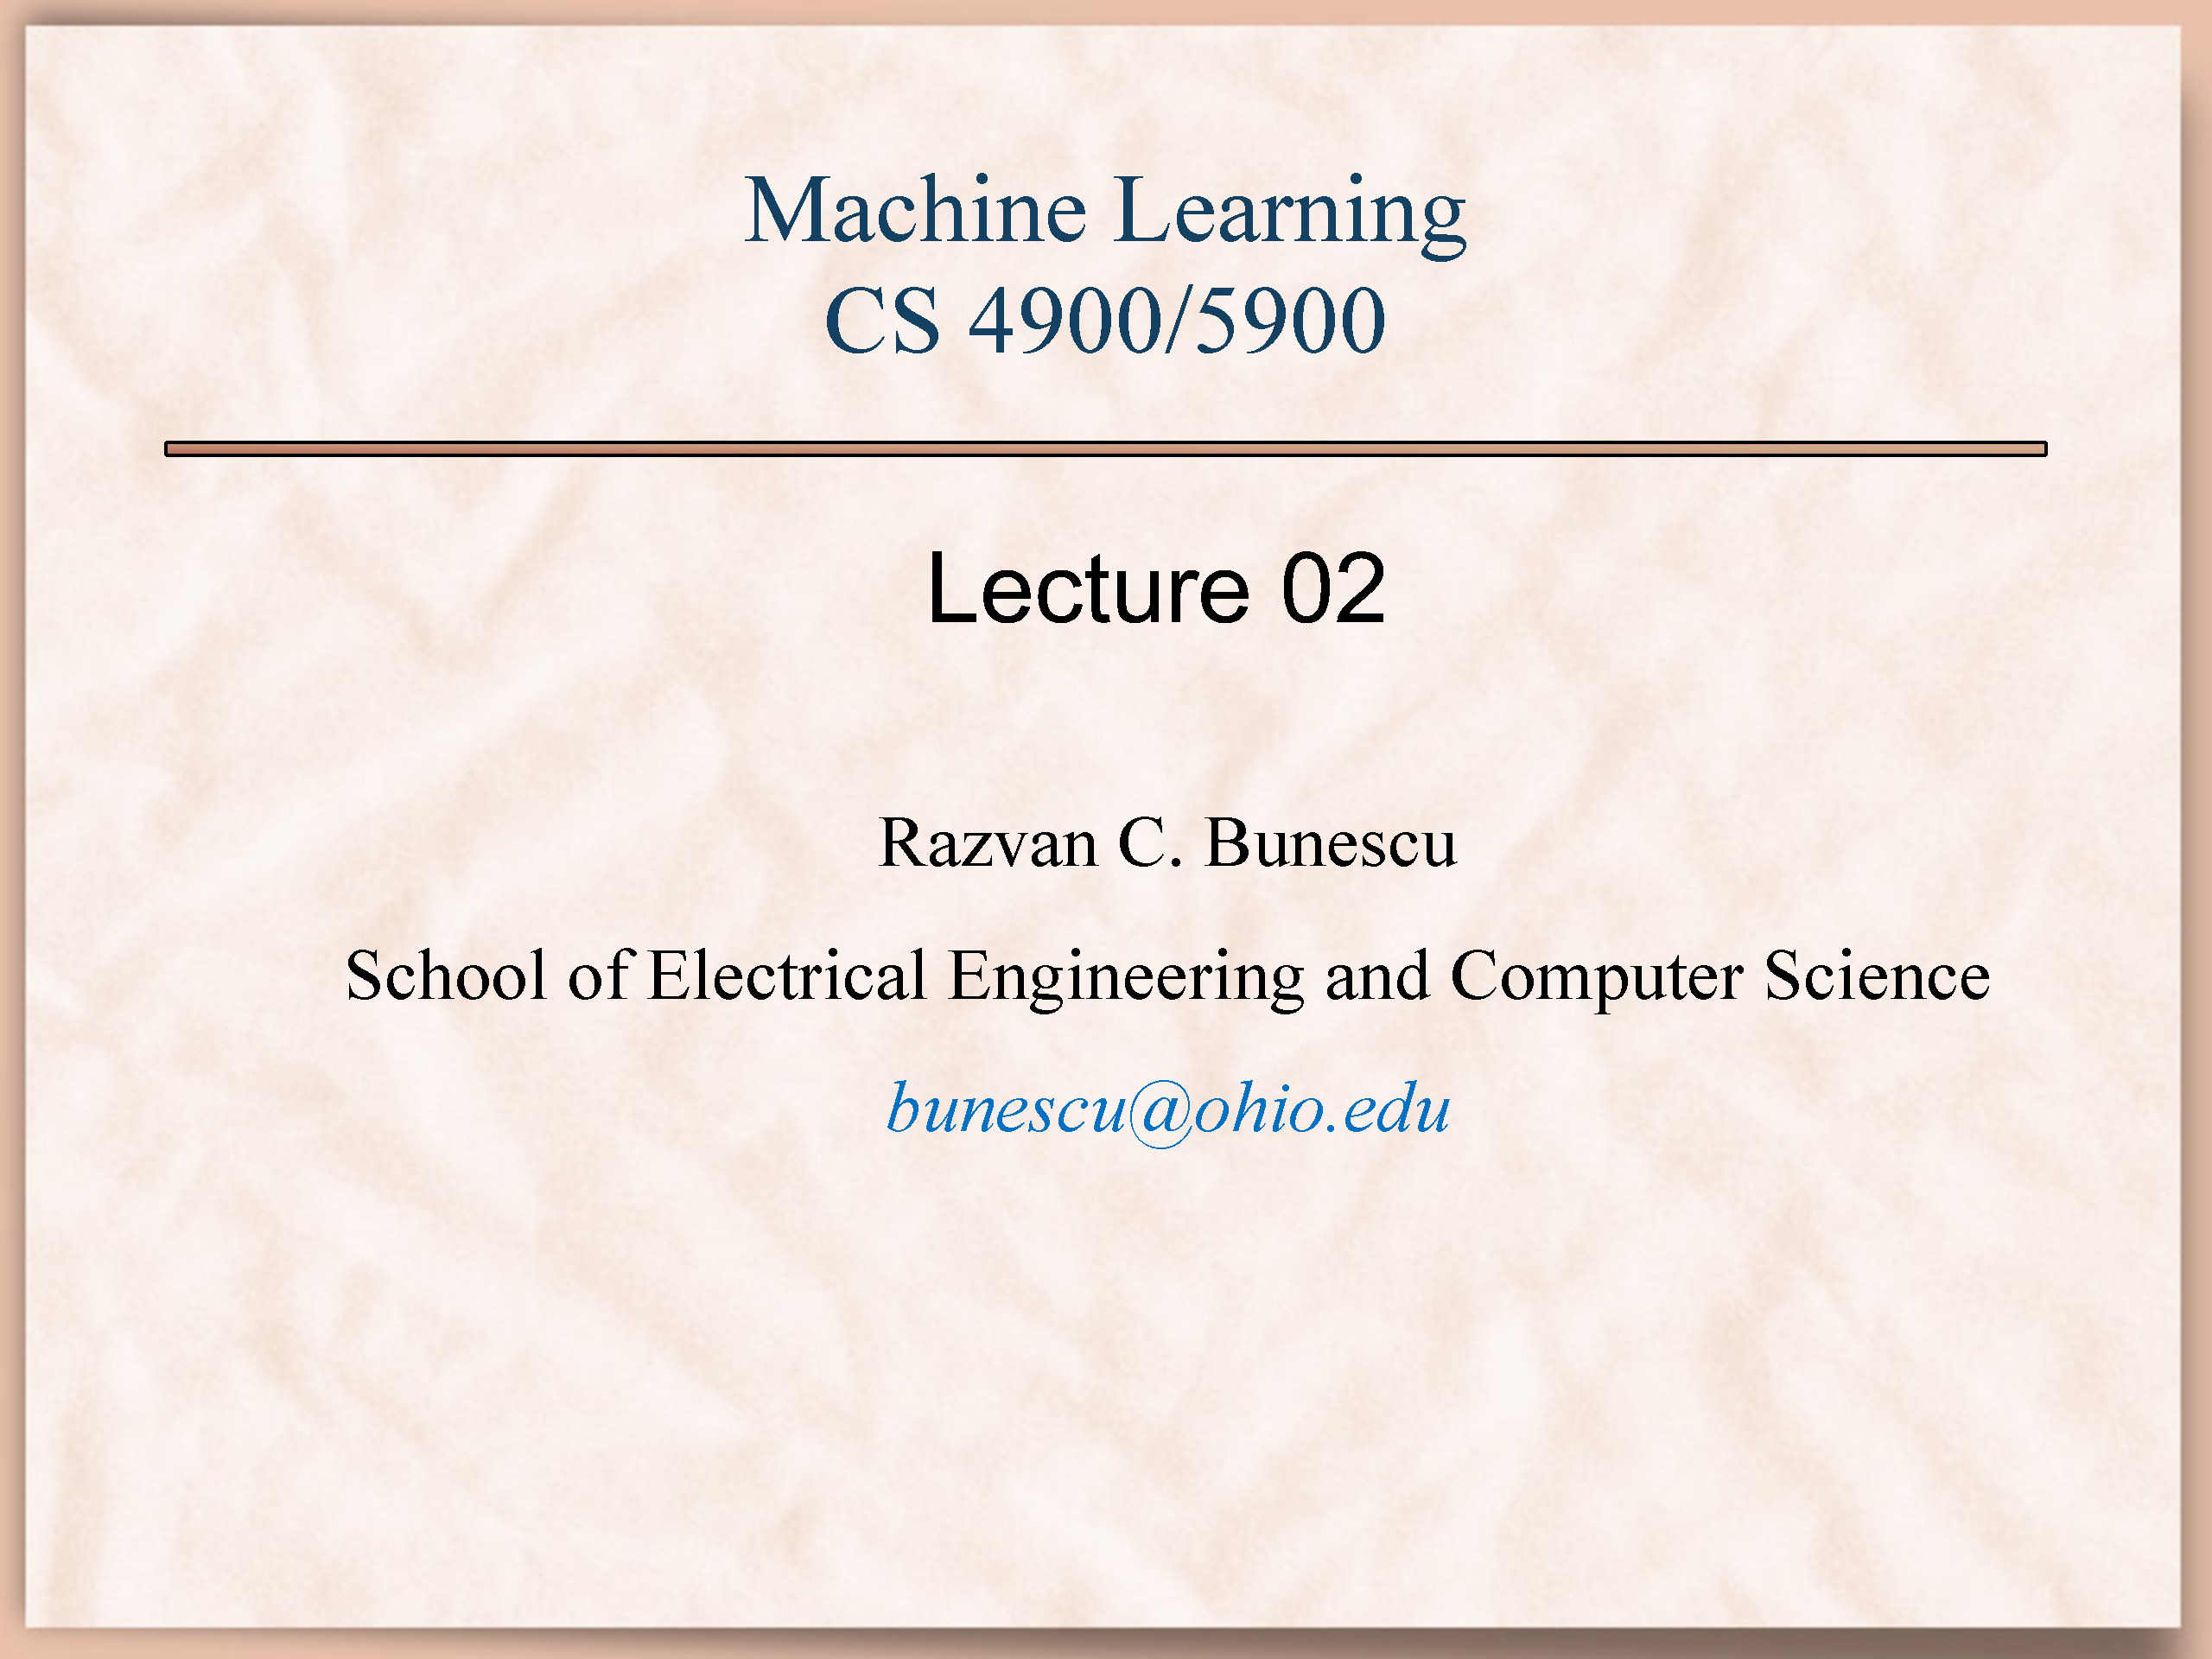 Machine Learning
CS 4900/5900
Lecture 02
Razvan C. Bunescu
School of Electrical Engineering and Computer Science
bunescu@ohio.edu